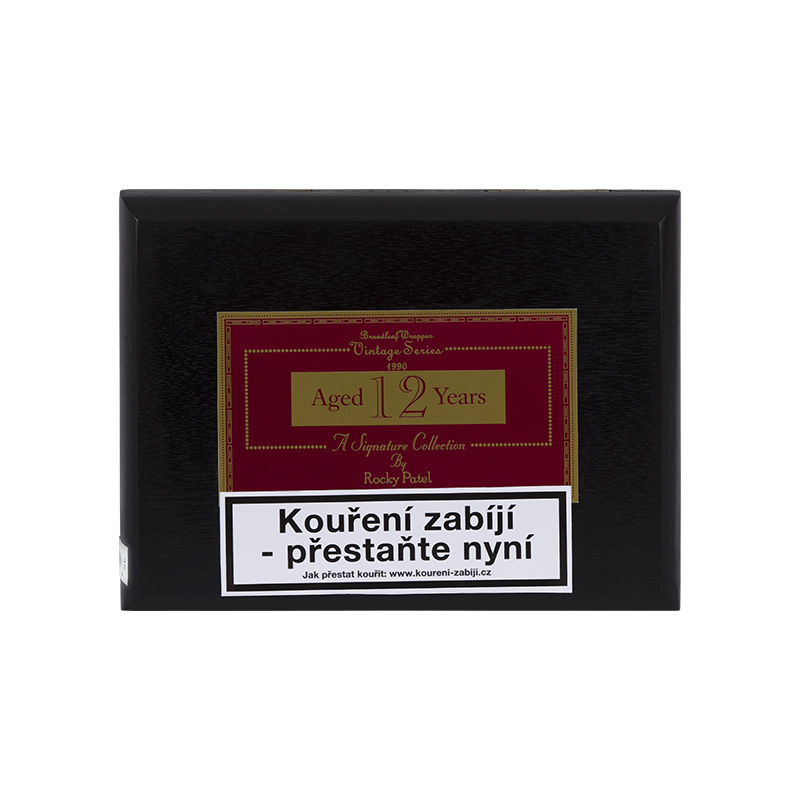 Broadleaf Wrapper
Vintage Series
1990
Aged 12 Years
A Signature Collection
By
Rocky Patel
Kouření zabíjí
- přestaňte nyní
Jak přestat kouřit: www.koureni-zabiji.cz